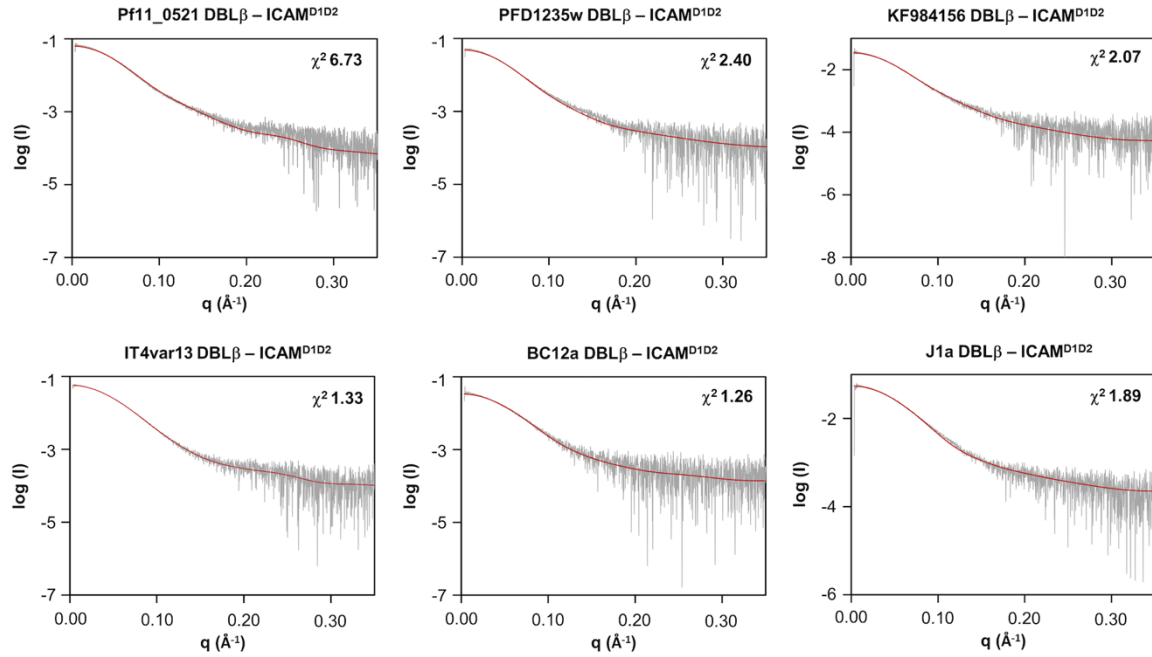 Pf11_0521 DBLβ – ICAMᴰ¹ᴰ²
PFD1235w DBLβ – ICAMᴰ¹ᴰ²
KF984156 DBLβ – ICAMᴰ¹ᴰ²
-1
-3
-5
-7
log (I)
χ² 6.73
0.00 0.10 0.20 0.30
q (Å⁻¹)
-1
-3
-5
-7
log (I)
χ² 2.40
0.00 0.10 0.20 0.30
q (Å⁻¹)
-2
-4
-6
-8
log (I)
χ² 2.07
0.00 0.10 0.20 0.30
q (Å⁻¹)
IT4var13 DBLβ – ICAMᴰ¹ᴰ²
BC12a DBLβ – ICAMᴰ¹ᴰ²
J1a DBLβ – ICAMᴰ¹ᴰ²
-1
-3
-5
-7
log (I)
χ² 1.33
0.00 0.10 0.20 0.30
q (Å⁻¹)
-1
-3
-5
-7
log (I)
χ² 1.26
0.00 0.10 0.20 0.30
q (Å⁻¹)
-2
-4
-6
log (I)
χ² 1.89
0.00 0.10 0.20 0.30
q (Å⁻¹)